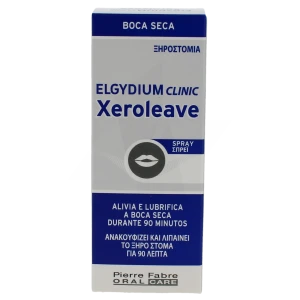 BOCA SECA
ΞΗΡΟΣΤΟΜΙΑ
ELGYDIUM CLINIC
Xeroleave
SPRAY
ΣΠΡΕΪ
ALIVIA E LUBRIFICA
A BOCA SECA
DURANTE 90 MINUTOS
ΑΝΑΚΟΥΦΙΖΕΙ ΚΑΙ ΛΙΠΑΙΝΕΙ
ΤΟ ΞΗΡΟ ΣΤΟΜΑ
ΓΙΑ 90 ΛΕΠΤΑ
Pierre Fabre
ORAL CARE